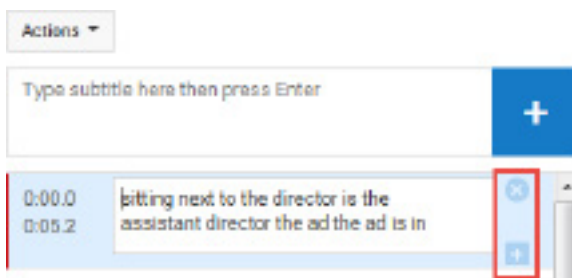 Actions
Type subtitle here then press Enter
0:00.0
0:05.2
sitting next to the director is the
assistant director the ad the ad is in